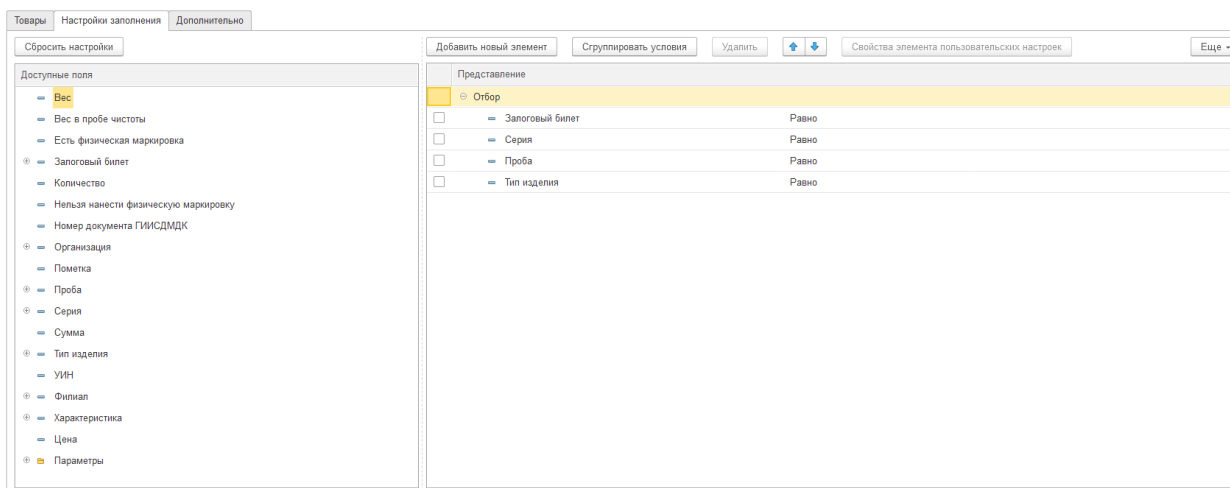 Товары Настройки заполнения Дополнительно
Сбросить настройки
Добавить новый элемент Сгруппировать условия Удалить Свойства элемента пользовательских настроек Еще
Доступные поля
Вес
Вес в пробе чистоты
Есть физическая маркировка
Залоговый билет
Количество
Нельзя нанести физическую маркировку
Номер документа ГИИСДМДК
Организация
Пометка
Проба
Серия
Сумма
Тип изделия
УИН
Филиал
Характеристика
Цена
Параметры
Представление
Отбор
Залоговый билет Равно
Серия Равно
Проба Равно
Тип изделия Равно